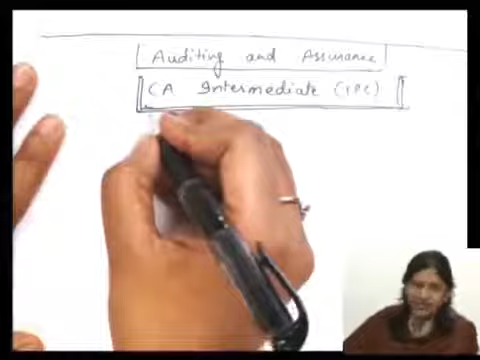 Auditing and Assurance
CA Intermediate (IPC)